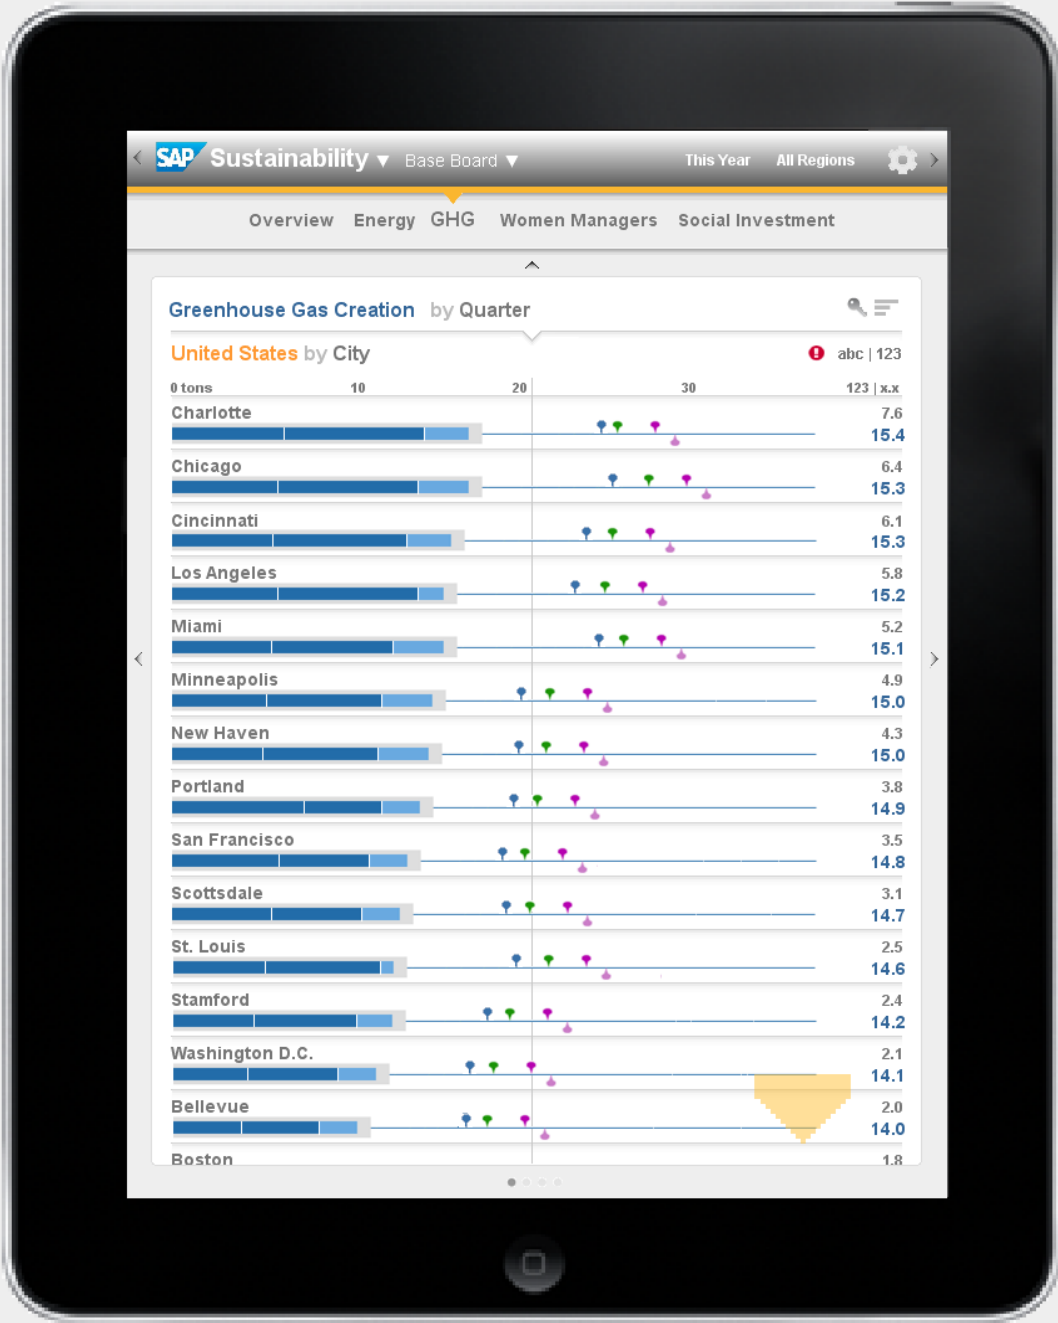 SAP Sustainability ▼ Base Board ▼ This Year All Regions
Overview Energy GHG Women Managers Social Investment
Greenhouse Gas Creation by Quarter
United States by City abc | 123
0 tons 10 20 30 123 | x.x
Charlotte 7.6
15.4
Chicago 6.4
15.3
Cincinnati 6.1
15.3
Los Angeles 5.8
15.2
Miami 5.2
15.1
Minneapolis 4.9
15.0
New Haven 4.3
15.0
Portland 3.8
14.9
San Francisco 3.5
14.8
Scottsdale 3.1
14.7
St. Louis 2.5
14.6
Stamford 2.4
14.2
Washington D.C. 2.1
14.1
Bellevue 2.0
14.0
Boston 1.8